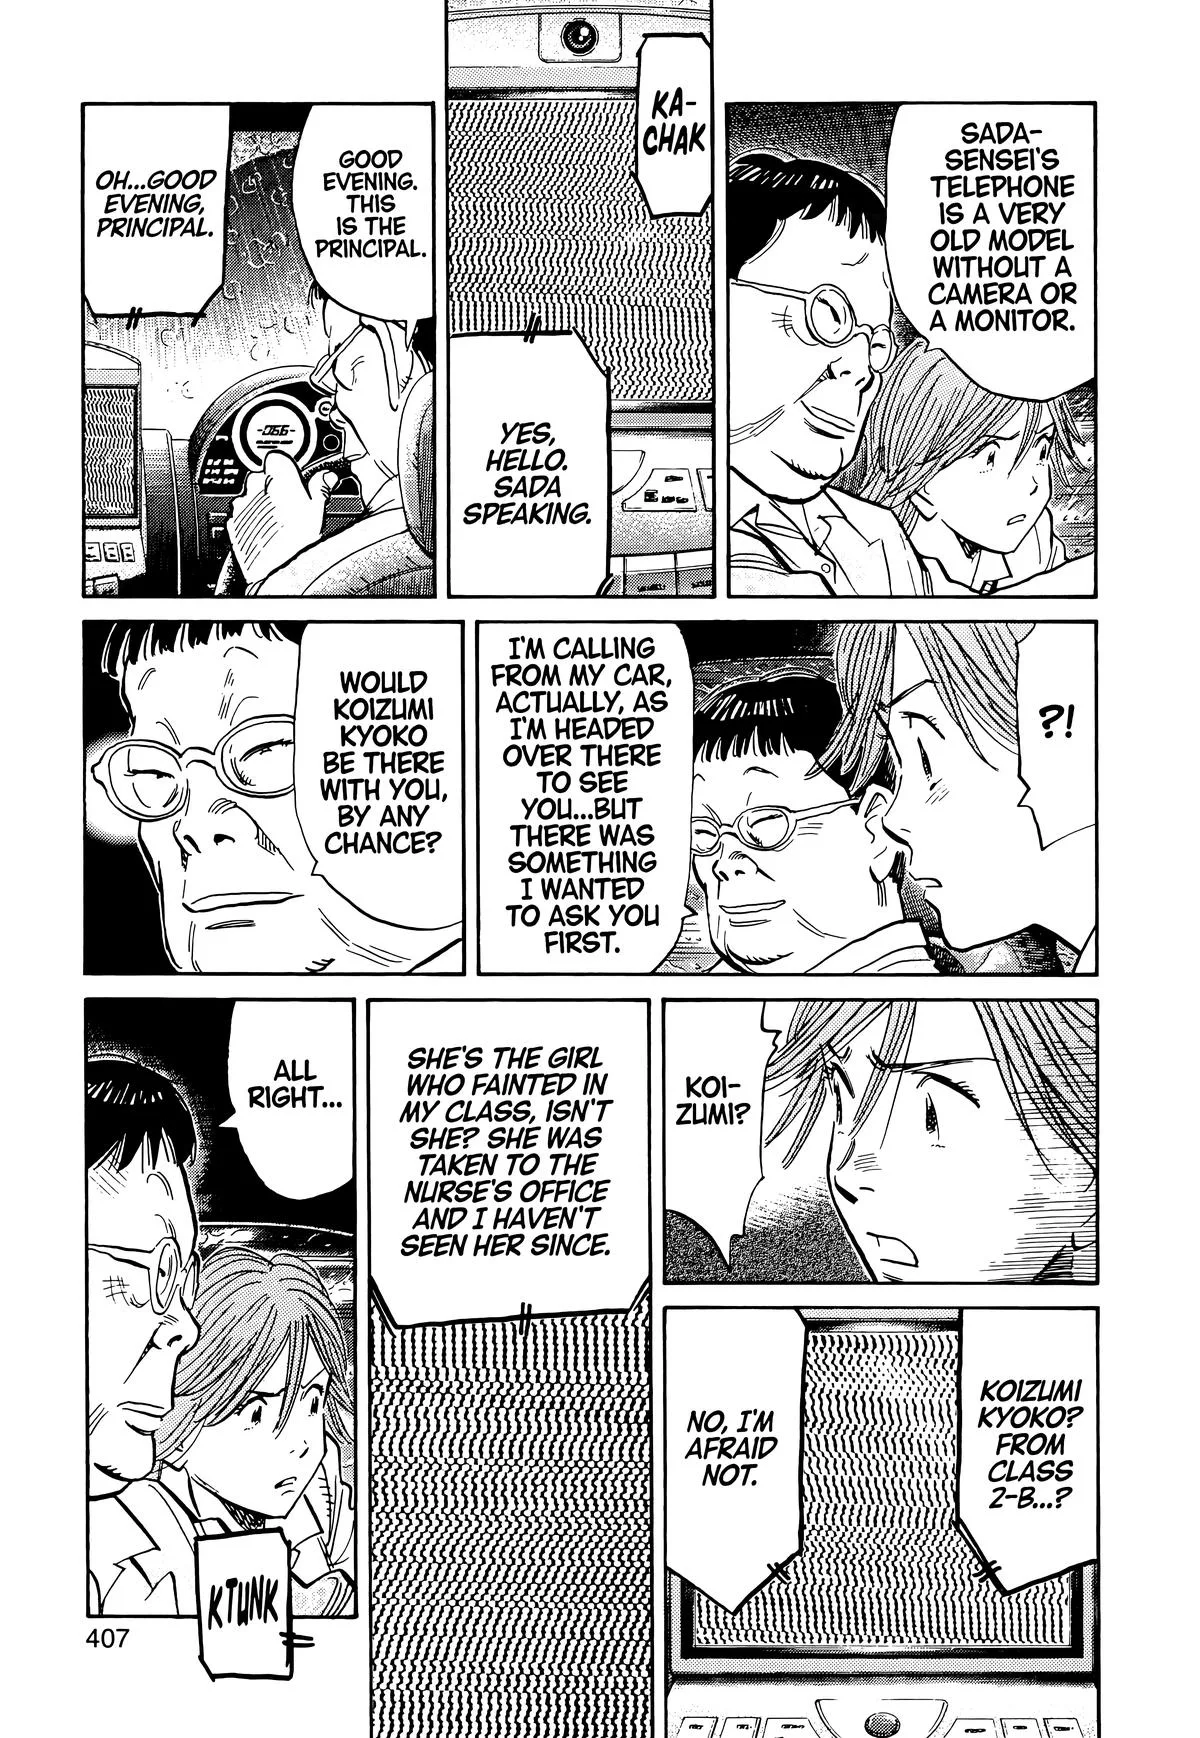 SADA-
SENSEI'S
TELEPHONE
IS A VERY
OLD MODEL
WITHOUT A
CAMERA OR
A MONITOR.
KA-
CHAK
YES,
HELLO.
SADA
SPEAKING.
GOOD
EVENING.
THIS
IS THE
PRINCIPAL.
-066-
OH...GOOD
EVENING,
PRINCIPAL.
?!
I'M CALLING
FROM MY CAR,
ACTUALLY, AS
I'M HEADED
OVER THERE
TO SEE
YOU...BUT
THERE WAS
SOMETHING
I WANTED
TO ASK YOU
FIRST.
WOULD
KOIZUMI
KYOKO
BE THERE
WITH YOU,
BY ANY
CHANCE?
KOI-
ZUMI?
KOIZUMI
KYOKO?
FROM
CLASS
2-B...?
NO, I'M
AFRAID
NOT.
SHE'S THE GIRL
WHO FAINTED IN
MY CLASS, ISN'T
SHE? SHE WAS
TAKEN TO THE
NURSE'S OFFICE
AND I HAVEN'T
SEEN HER SINCE.
ALL
RIGHT...
KTUNK
407